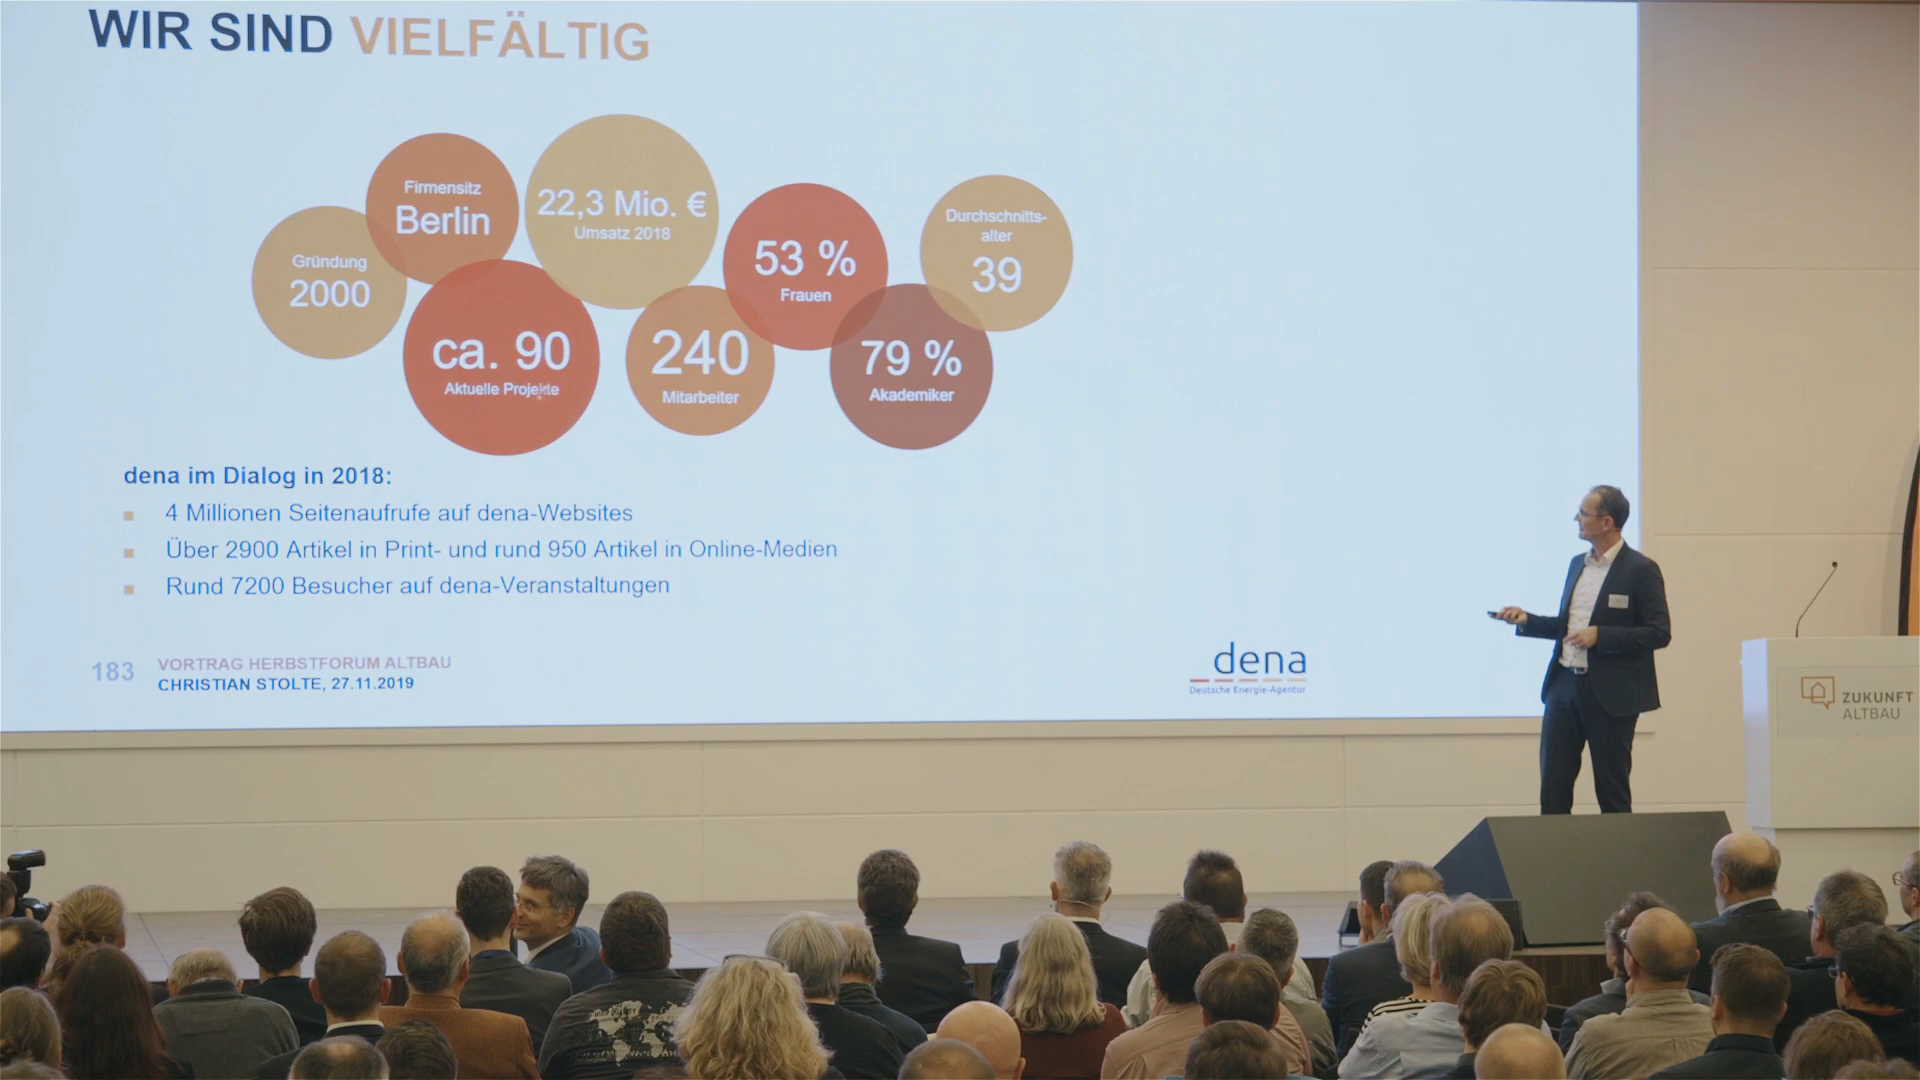 WIR SIND VIELFÄLTIG
Gründung
2000
Firmensitz
Berlin
22,3 Mio. €
Umsatz 2018
ca. 90
Aktuelle Projekte
240
Mitarbeiter
53 %
Frauen
79 %
Akademiker
Durchschnitts-
alter
39
dena im Dialog in 2018:
4 Millionen Seitenaufrufe auf dena-Websites
Über 2900 Artikel in Print- und rund 950 Artikel in Online-Medien
Rund 7200 Besucher auf dena-Veranstaltungen
183
VORTRAG HERBSTFORUM ALTBAU
CHRISTIAN STOLTE, 27.11.2019
dena
Deutsche Energie-Agentur
ZUKUNFT
ALTBAU